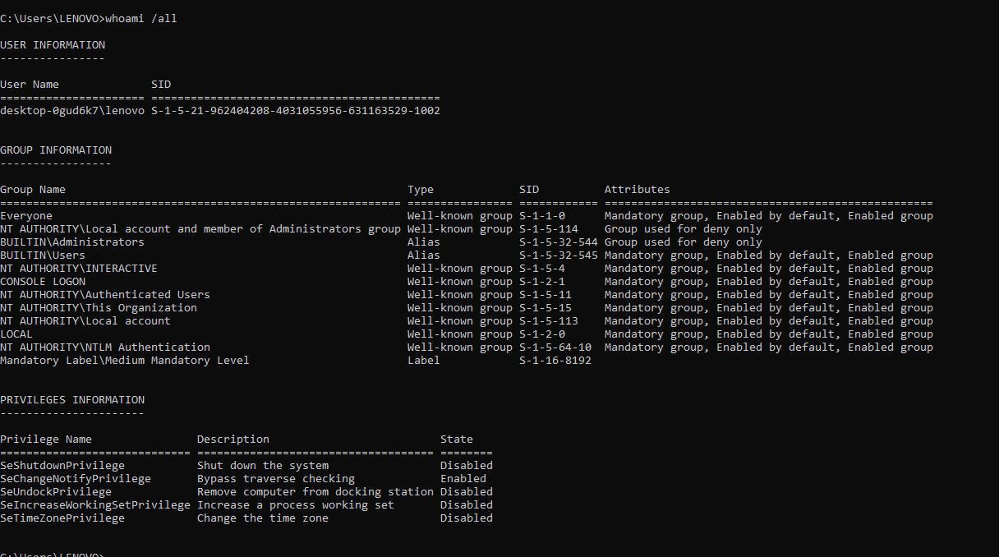 C:\Users\LENOVO>whoami /all
USER INFORMATION
----------------
User Name             SID
====================== ============================================
desktop-0gud6k7\lenovo S-1-5-21-962404208-4031055956-631163529-1002
GROUP INFORMATION
-----------------
Group Name                                                    Type             SID          Attributes
============================================================= ================ ============ ==================================================
Everyone                                                      Well-known group S-1-1-0      Mandatory group, Enabled by default, Enabled group
NT AUTHORITY\Local account and member of Administrators group Well-known group S-1-5-114    Group used for deny only
BUILTIN\Administrators                                        Alias            S-1-5-32-544 Group used for deny only
BUILTIN\Users                                                 Alias            S-1-5-32-545 Mandatory group, Enabled by default, Enabled group
NT AUTHORITY\INTERACTIVE                                      Well-known group S-1-5-4      Mandatory group, Enabled by default, Enabled group
CONSOLE LOGON                                                 Well-known group S-1-2-1      Mandatory group, Enabled by default, Enabled group
NT AUTHORITY\Authenticated Users                              Well-known group S-1-5-11     Mandatory group, Enabled by default, Enabled group
NT AUTHORITY\This Organization                                Well-known group S-1-5-15     Mandatory group, Enabled by default, Enabled group
NT AUTHORITY\Local account                                    Well-known group S-1-5-113    Mandatory group, Enabled by default, Enabled group
LOCAL                                                         Well-known group S-1-2-0      Mandatory group, Enabled by default, Enabled group
NT AUTHORITY\NTLM Authentication                              Well-known group S-1-5-64-10  Mandatory group, Enabled by default, Enabled group
Mandatory Label\Medium Mandatory Level                        Label            S-1-16-8192
PRIVILEGES INFORMATION
----------------------
Privilege Name                Description                          State
============================= ==================================== ========
SeShutdownPrivilege           Shut down the system                 Disabled
SeChangeNotifyPrivilege       Bypass traverse checking             Enabled
SeUndockPrivilege             Remove computer from docking station Disabled
SeIncreaseWorkingSetPrivilege Increase a process working set       Disabled
SeTimeZonePrivilege           Change the time zone                 Disabled
C:\Users\LENOVO>